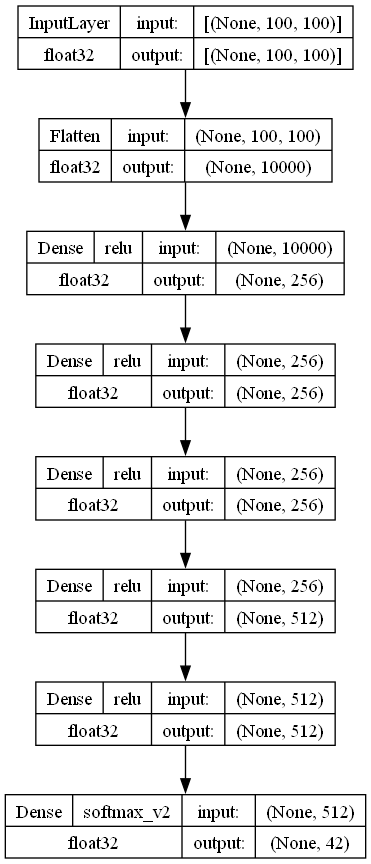 InputLayer input: [(None, 100, 100)]
float32 output: [(None, 100, 100)]
Flatten input: (None, 100, 100)
float32 output: (None, 10000)
Dense relu input: (None, 10000)
float32 output: (None, 256)
Dense relu input: (None, 256)
float32 output: (None, 256)
Dense relu input: (None, 256)
float32 output: (None, 256)
Dense relu input: (None, 256)
float32 output: (None, 512)
Dense relu input: (None, 512)
float32 output: (None, 512)
Dense softmax_v2 input: (None, 512)
float32 output: (None, 42)